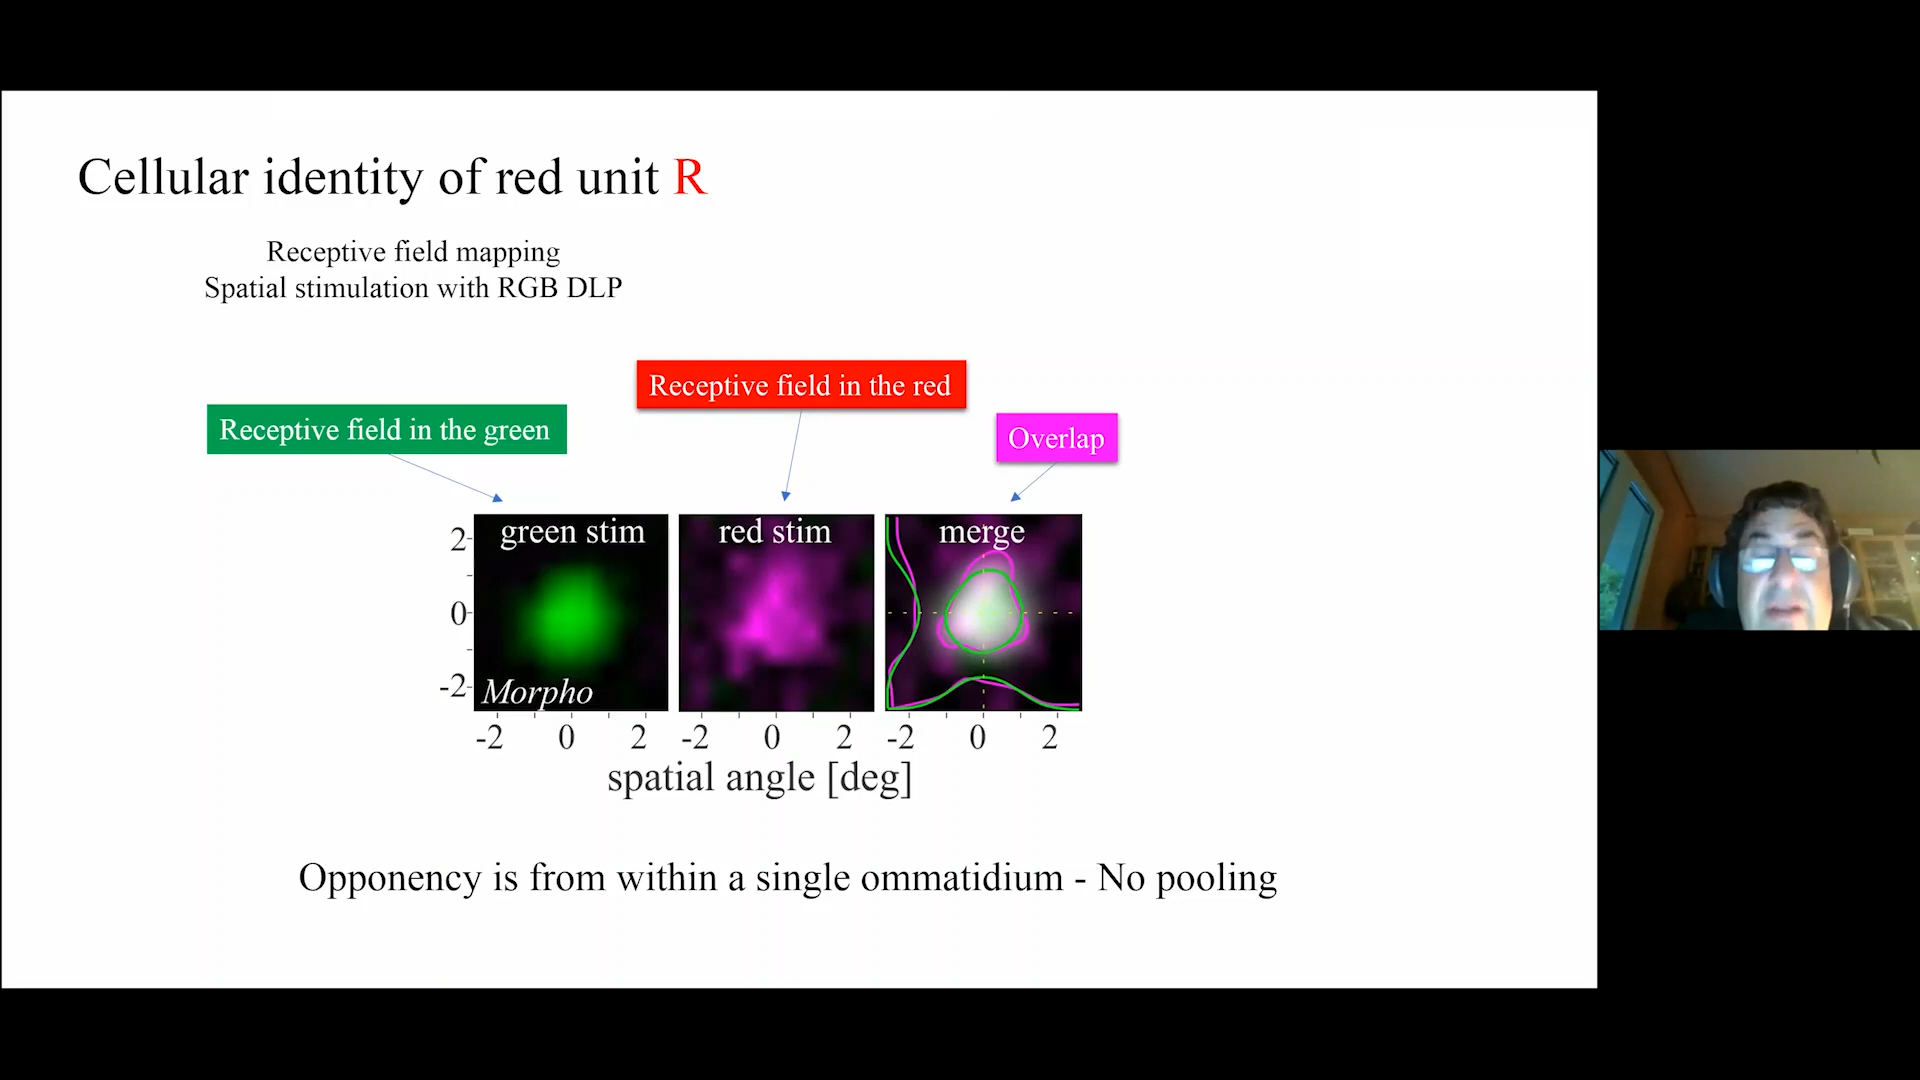 Cellular identity of red unit R
Receptive field mapping
Spatial stimulation with RGB DLP
Receptive field in the red
Receptive field in the green
Overlap
green stim
red stim
merge
2
0
-2
Morpho
-2 0 2
-2 0 2
-2 0 2
spatial angle [deg]
Opponency is from within a single ommatidium - No pooling